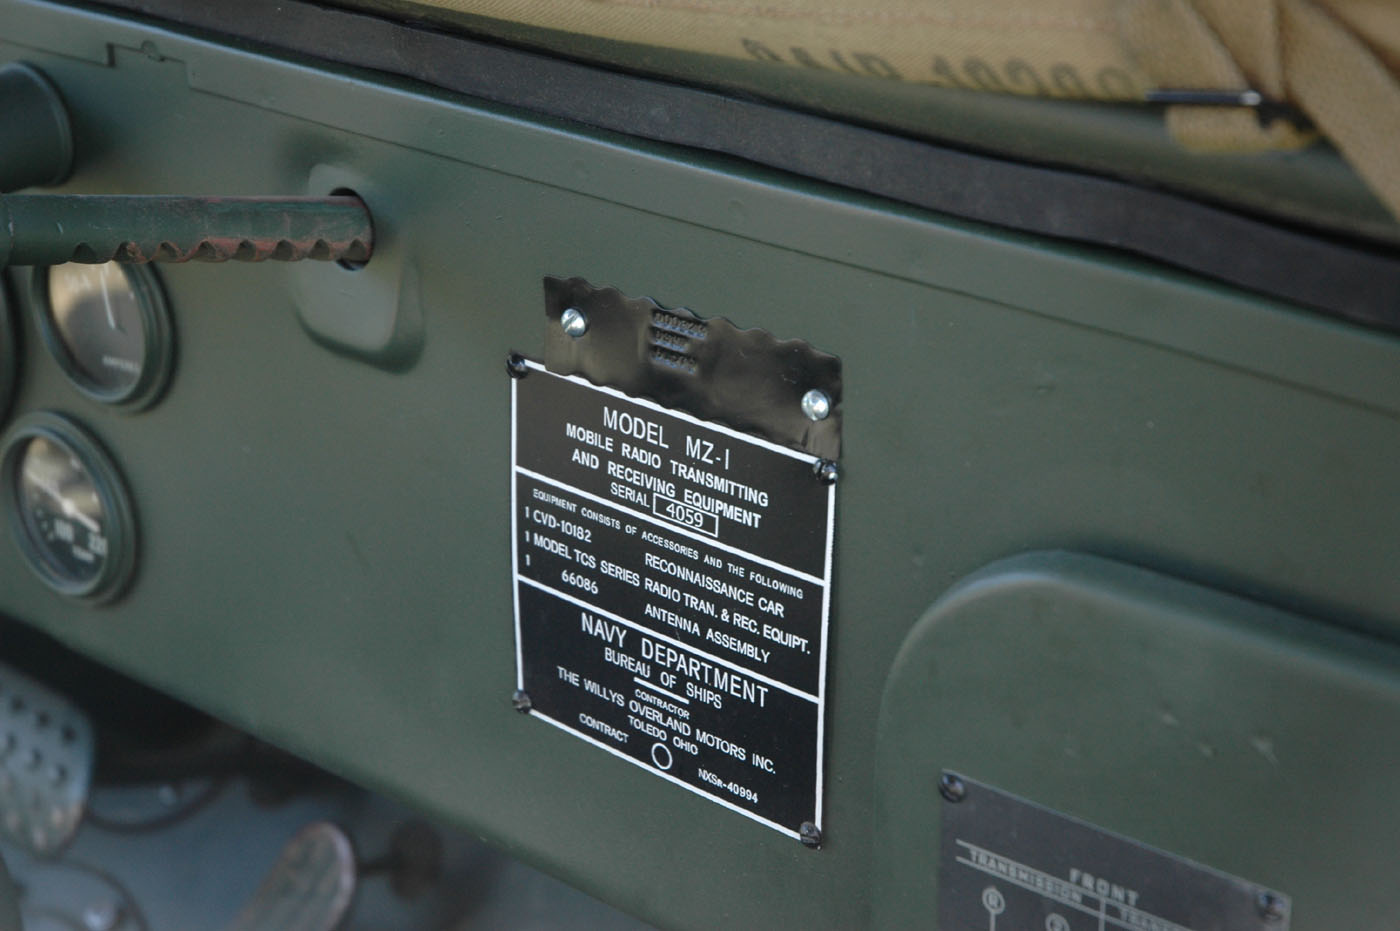 MODEL MZ-1
MOBILE RADIO TRANSMITTING
AND RECEIVING EQUIPMENT
SERIAL 4059
EQUIPMENT CONSISTS OF ACCESSORIES AND THE FOLLOWING
1 CVD-10182 RECONNAISSANCE CAR
1 MODEL TCS SERIES RADIO TRAN. & REC. EQUIPT.
1 66086 ANTENNA ASSEMBLY
NAVY DEPARTMENT
BUREAU OF SHIPS
CONTRACTOR
THE WILLYS OVERLAND MOTORS INC.
TOLEDO OHIO
CONTRACT NXSR-40994
FRONT
TRANSMISSION
R